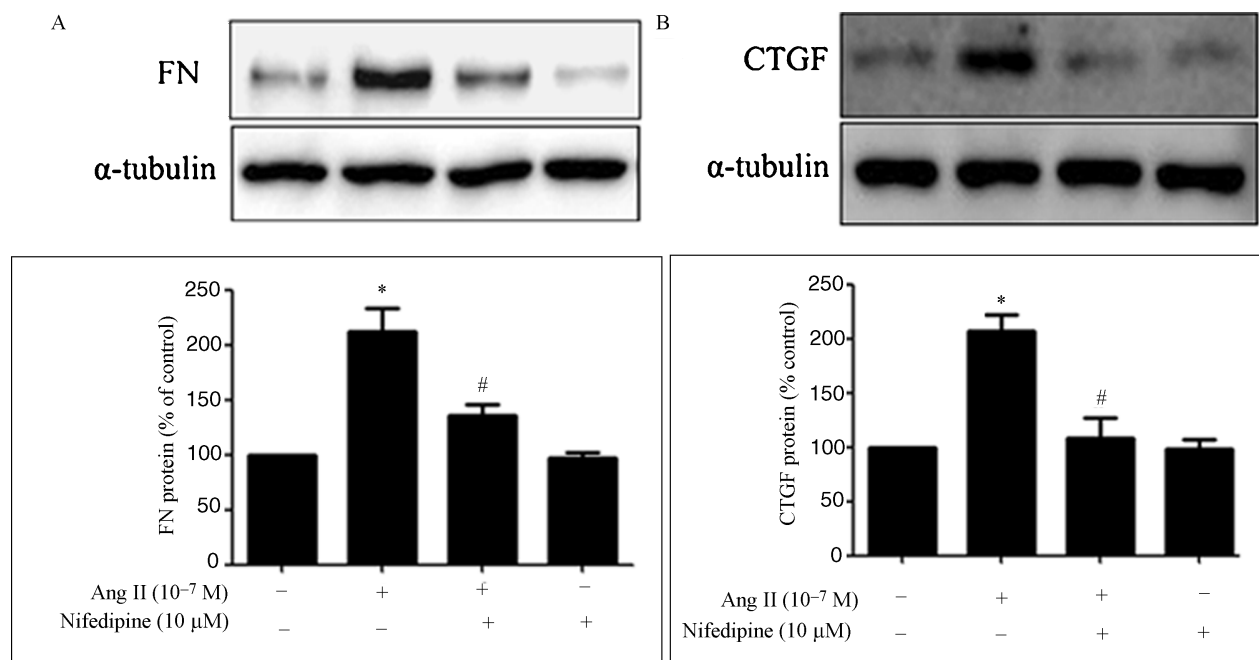 A
FN
α-tubulin
FN protein (% of control)
250
200
150
100
50
0
*
#
Ang II (10⁻⁷ M) – + + –
Nifedipine (10 µM) – – + +
B
CTGF
α-tubulin
CTGF protein (% control)
250
200
150
100
50
0
*
#
Ang II (10⁻⁷ M) – + + –
Nifedipine (10 µM) – – + +